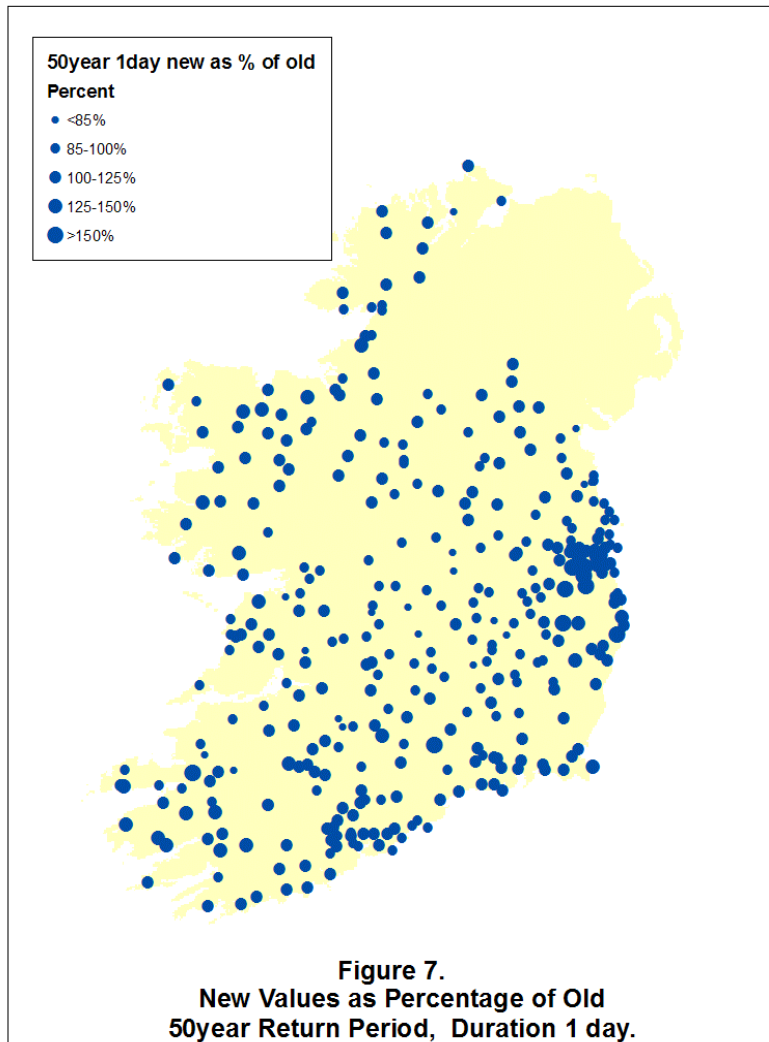 50year 1day new as % of old
Percent
<85%
85-100%
100-125%
125-150%
>150%
Figure 7.
New Values as Percentage of Old
50year Return Period, Duration 1 day.